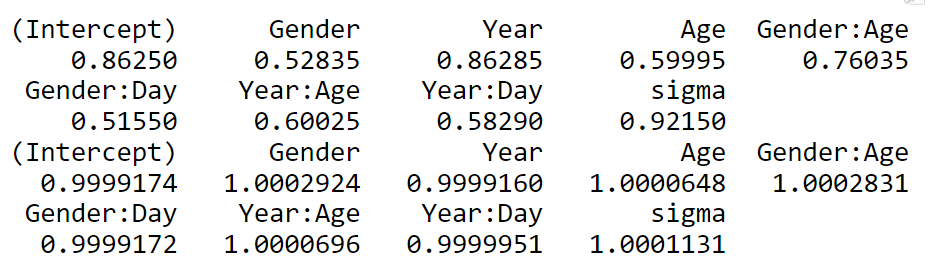 (Intercept) Gender Year Age Gender:Age
0.86250 0.52835 0.86285 0.59995 0.76035
Gender:Day Year:Age Year:Day sigma
0.51550 0.60025 0.58290 0.92150
(Intercept) Gender Year Age Gender:Age
0.9999174 1.0002924 0.9999160 1.0000648 1.0002831
Gender:Day Year:Age Year:Day sigma
0.9999172 1.0000696 0.9999951 1.0001131